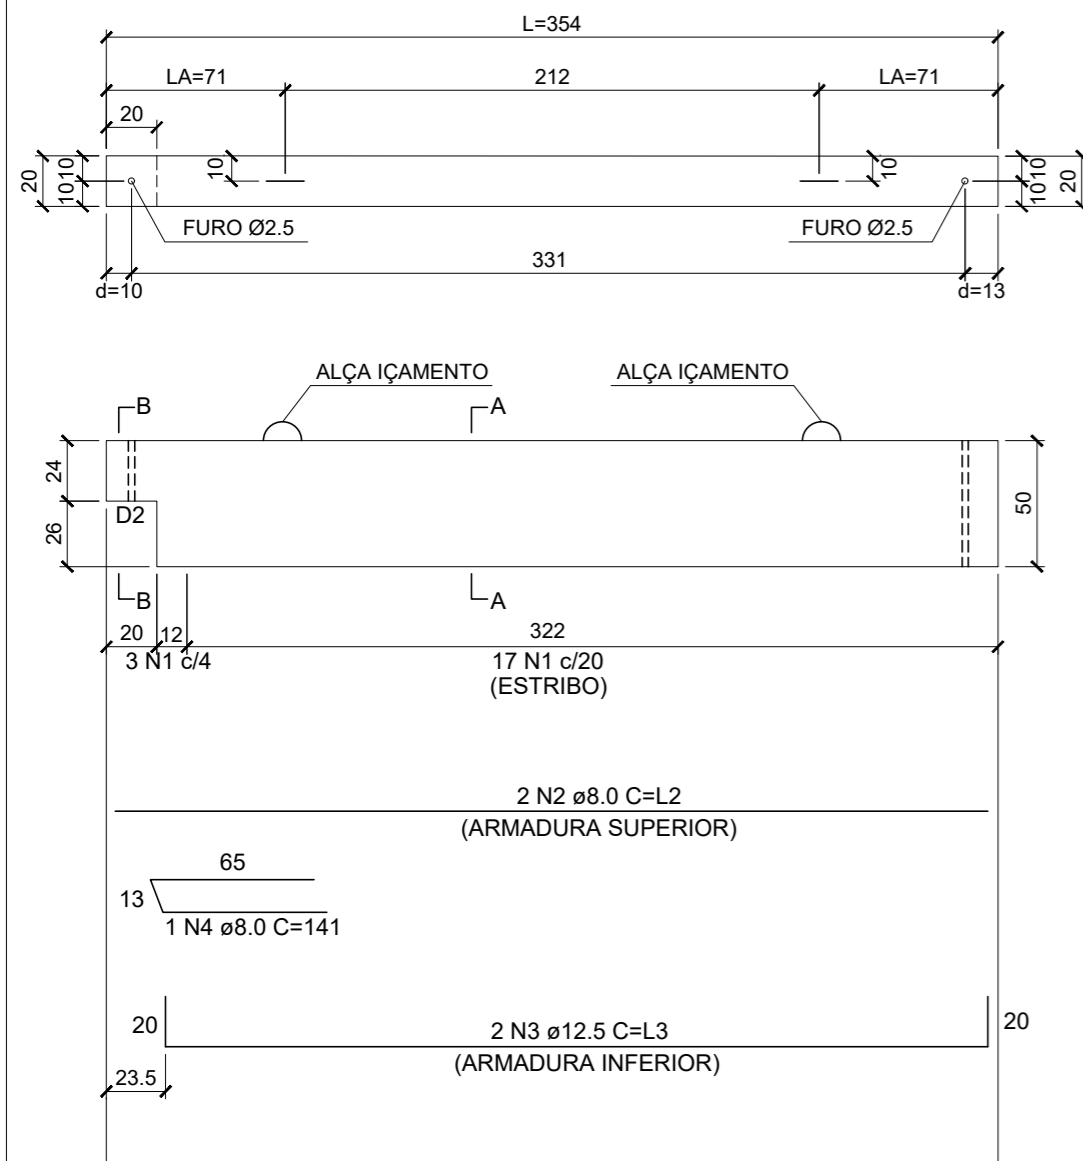 L=354
LA=71
212
LA=71
20
20
10
10
10
10
10
10
20
FURO Ø2.5
FURO Ø2.5
331
d=10
d=13
ALÇA IÇAMENTO
ALÇA IÇAMENTO
B
A
24
26
D2
50
B
A
20
12
322
3 N1 c/4
17 N1 c/20
(ESTRIBO)
2 N2 ø8.0 C=L2
(ARMADURA SUPERIOR)
65
13
1 N4 ø8.0 C=141
20
2 N3 ø12.5 C=L3
20
(ARMADURA INFERIOR)
23.5